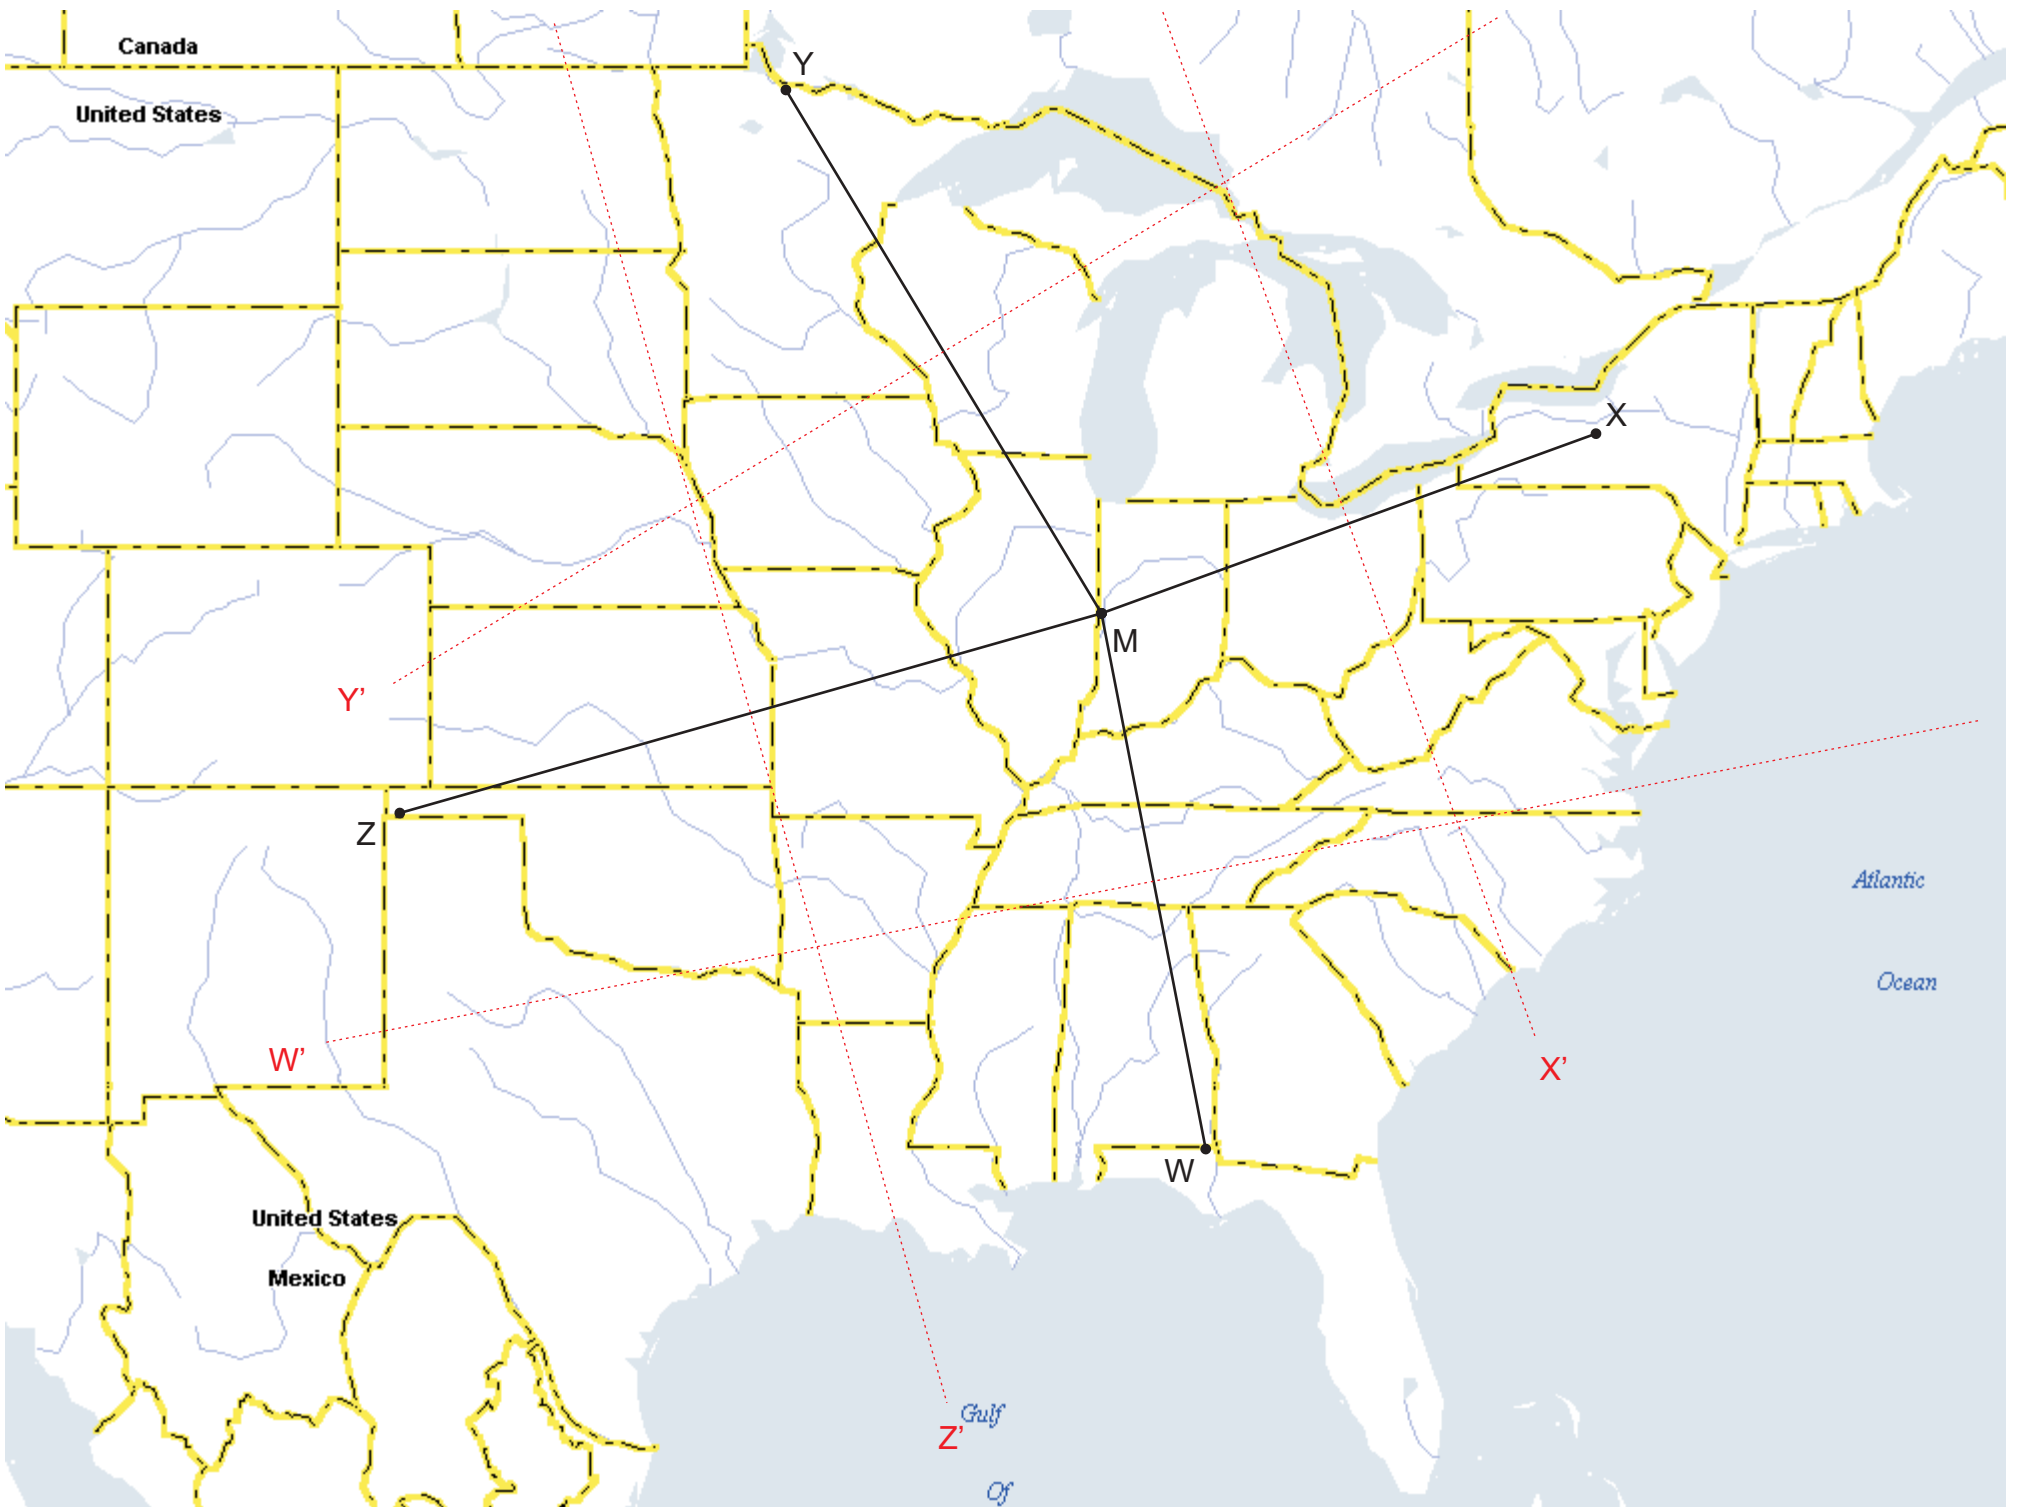 Canada
Y
United States
X
M
Y’
Z
Atlantic
Ocean
W’
X’
W
United States
Mexico
Gulf
Z’
Of